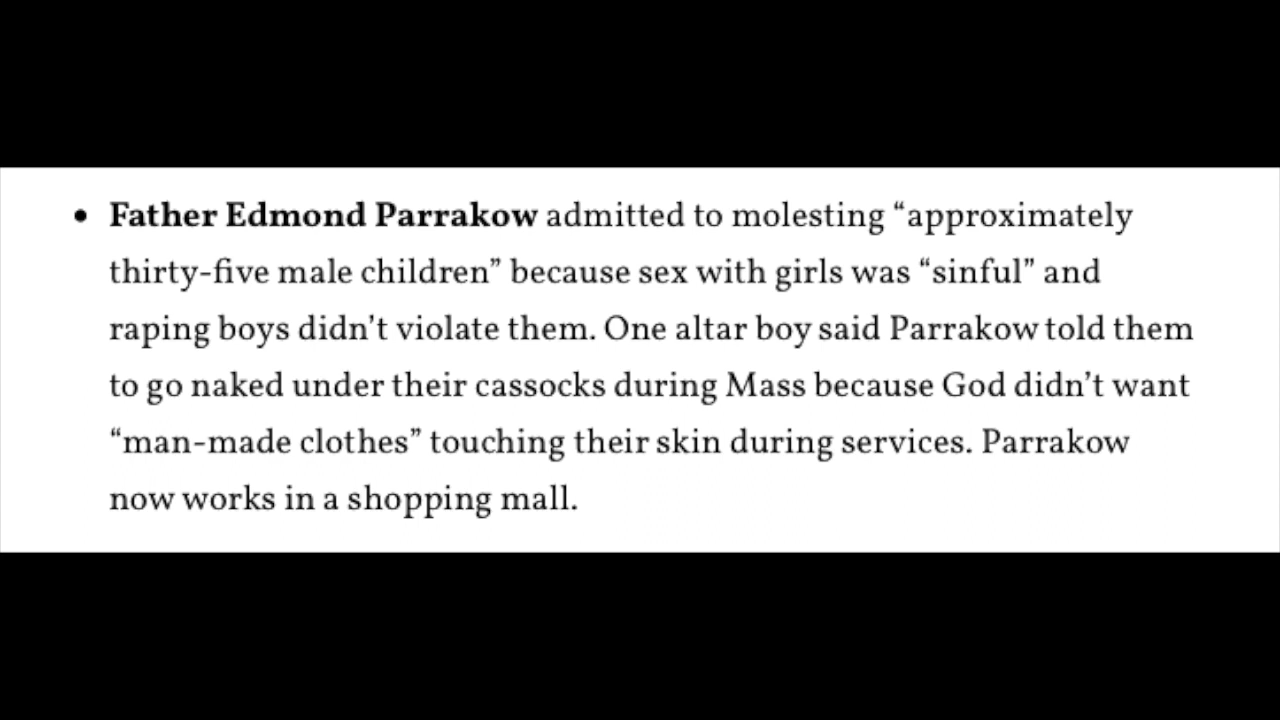 • Father Edmond Parrakow admitted to molesting “approximately
thirty-five male children” because sex with girls was “sinful” and
raping boys didn’t violate them. One altar boy said Parrakow told them
to go naked under their cassocks during Mass because God didn’t want
“man-made clothes” touching their skin during services. Parrakow
now works in a shopping mall.